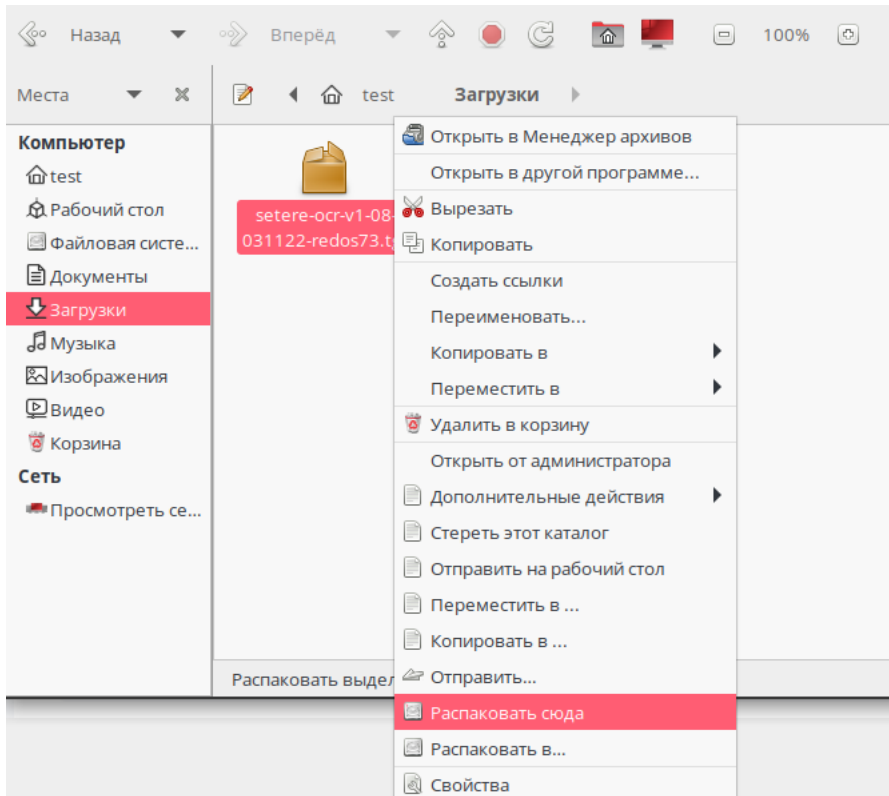 Назад
Вперёд
100%
Места
test
Загрузки
Компьютер
test
Рабочий стол
Файловая систе...
Документы
Загрузки
Музыка
Изображения
Видео
Корзина
Сеть
Просмотреть се...
setere-ocr-v1-08-
031122-redos73.t
Распаковать выдел
Открыть в Менеджер архивов
Открыть в другой программе...
Вырезать
Копировать
Создать ссылки
Переименовать...
Копировать в
Переместить в
Удалить в корзину
Открыть от администратора
Дополнительные действия
Стереть этот каталог
Отправить на рабочий стол
Переместить в ...
Копировать в ...
Отправить...
Распаковать сюда
Распаковать в...
Свойства